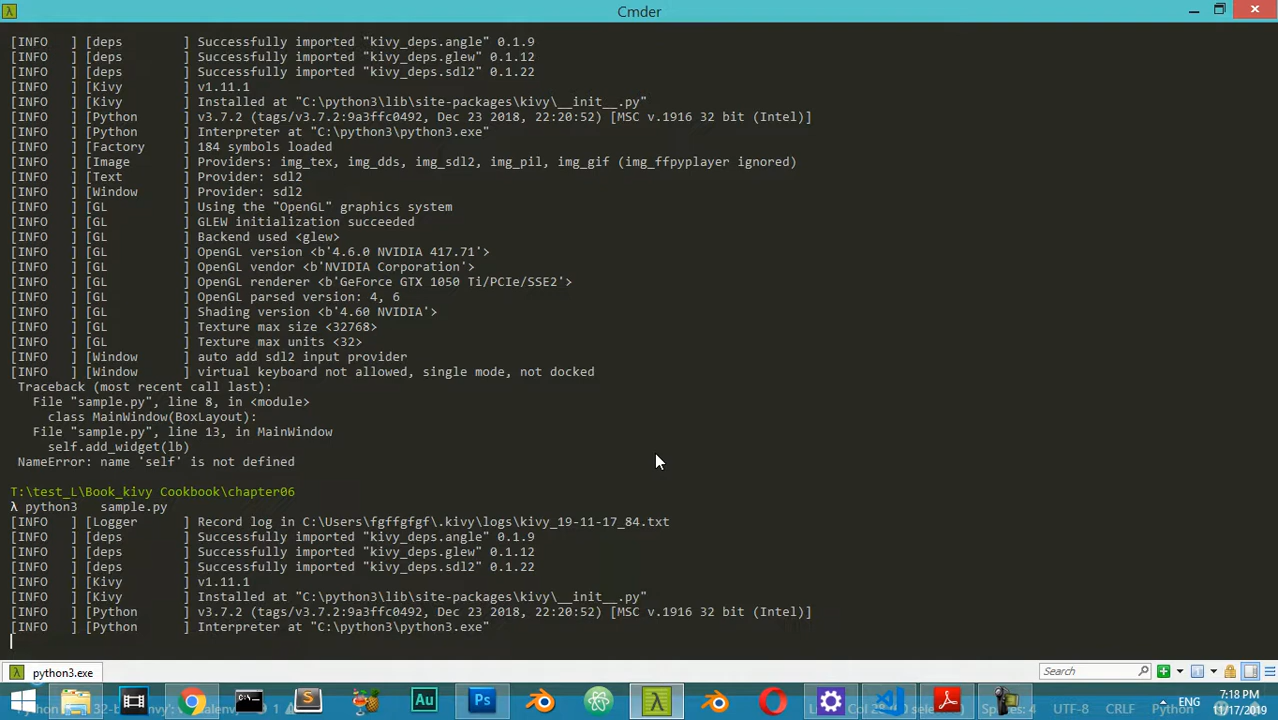 Cmder
[INFO   ] [deps        ] Successfully imported "kivy_deps.angle" 0.1.9
[INFO   ] [deps        ] Successfully imported "kivy_deps.glew" 0.1.12
[INFO   ] [deps        ] Successfully imported "kivy_deps.sdl2" 0.1.22
[INFO   ] [Kivy        ] v1.11.1
[INFO   ] [Kivy        ] Installed at "C:\python3\lib\site-packages\kivy\__init__.py"
[INFO   ] [Python      ] v3.7.2 (tags/v3.7.2:9a3ffc0492, Dec 23 2018, 22:20:52) [MSC v.1916 32 bit (Intel)]
[INFO   ] [Python      ] Interpreter at "C:\python3\python3.exe"
[INFO   ] [Factory     ] 184 symbols loaded
[INFO   ] [Image       ] Providers: img_tex, img_dds, img_sdl2, img_pil, img_gif (img_ffpyplayer ignored)
[INFO   ] [Text        ] Provider: sdl2
[INFO   ] [Window      ] Provider: sdl2
[INFO   ] [GL          ] Using the "OpenGL" graphics system
[INFO   ] [GL          ] GLEW initialization succeeded
[INFO   ] [GL          ] Backend used <glew>
[INFO   ] [GL          ] OpenGL version <b'4.6.0 NVIDIA 417.71'>
[INFO   ] [GL          ] OpenGL vendor <b'NVIDIA Corporation'>
[INFO   ] [GL          ] OpenGL renderer <b'GeForce GTX 1050 Ti/PCIe/SSE2'>
[INFO   ] [GL          ] OpenGL parsed version: 4, 6
[INFO   ] [GL          ] Shading version <b'4.60 NVIDIA'>
[INFO   ] [GL          ] Texture max size <32768>
[INFO   ] [GL          ] Texture max units <32>
[INFO   ] [Window      ] auto add sdl2 input provider
[INFO   ] [Window      ] virtual keyboard not allowed, single mode, not docked
Traceback (most recent call last):
File "sample.py", line 8, in <module>
class MainWindow(BoxLayout):
File "sample.py", line 13, in MainWindow
self.add_widget(lb)
NameError: name 'self' is not defined
T:\test_L\Book_kivy Cookbook\chapter06
λ python3   sample.py
[INFO   ] [Logger      ] Record log in C:\Users\fgffgfgf\.kivy\logs\kivy_19-11-17_84.txt
[INFO   ] [deps        ] Successfully imported "kivy_deps.angle" 0.1.9
[INFO   ] [deps        ] Successfully imported "kivy_deps.glew" 0.1.12
[INFO   ] [deps        ] Successfully imported "kivy_deps.sdl2" 0.1.22
[INFO   ] [Kivy        ] v1.11.1
[INFO   ] [Kivy        ] Installed at "C:\python3\lib\site-packages\kivy\__init__.py"
[INFO   ] [Python      ] v3.7.2 (tags/v3.7.2:9a3ffc0492, Dec 23 2018, 22:20:52) [MSC v.1916 32 bit (Intel)]
[INFO   ] [Python      ] Interpreter at "C:\python3\python3.exe"
python3.exe
Search
Au
Ps
ENG
7:18 PM
11/17/2019
UTF-8
CRLF
Python